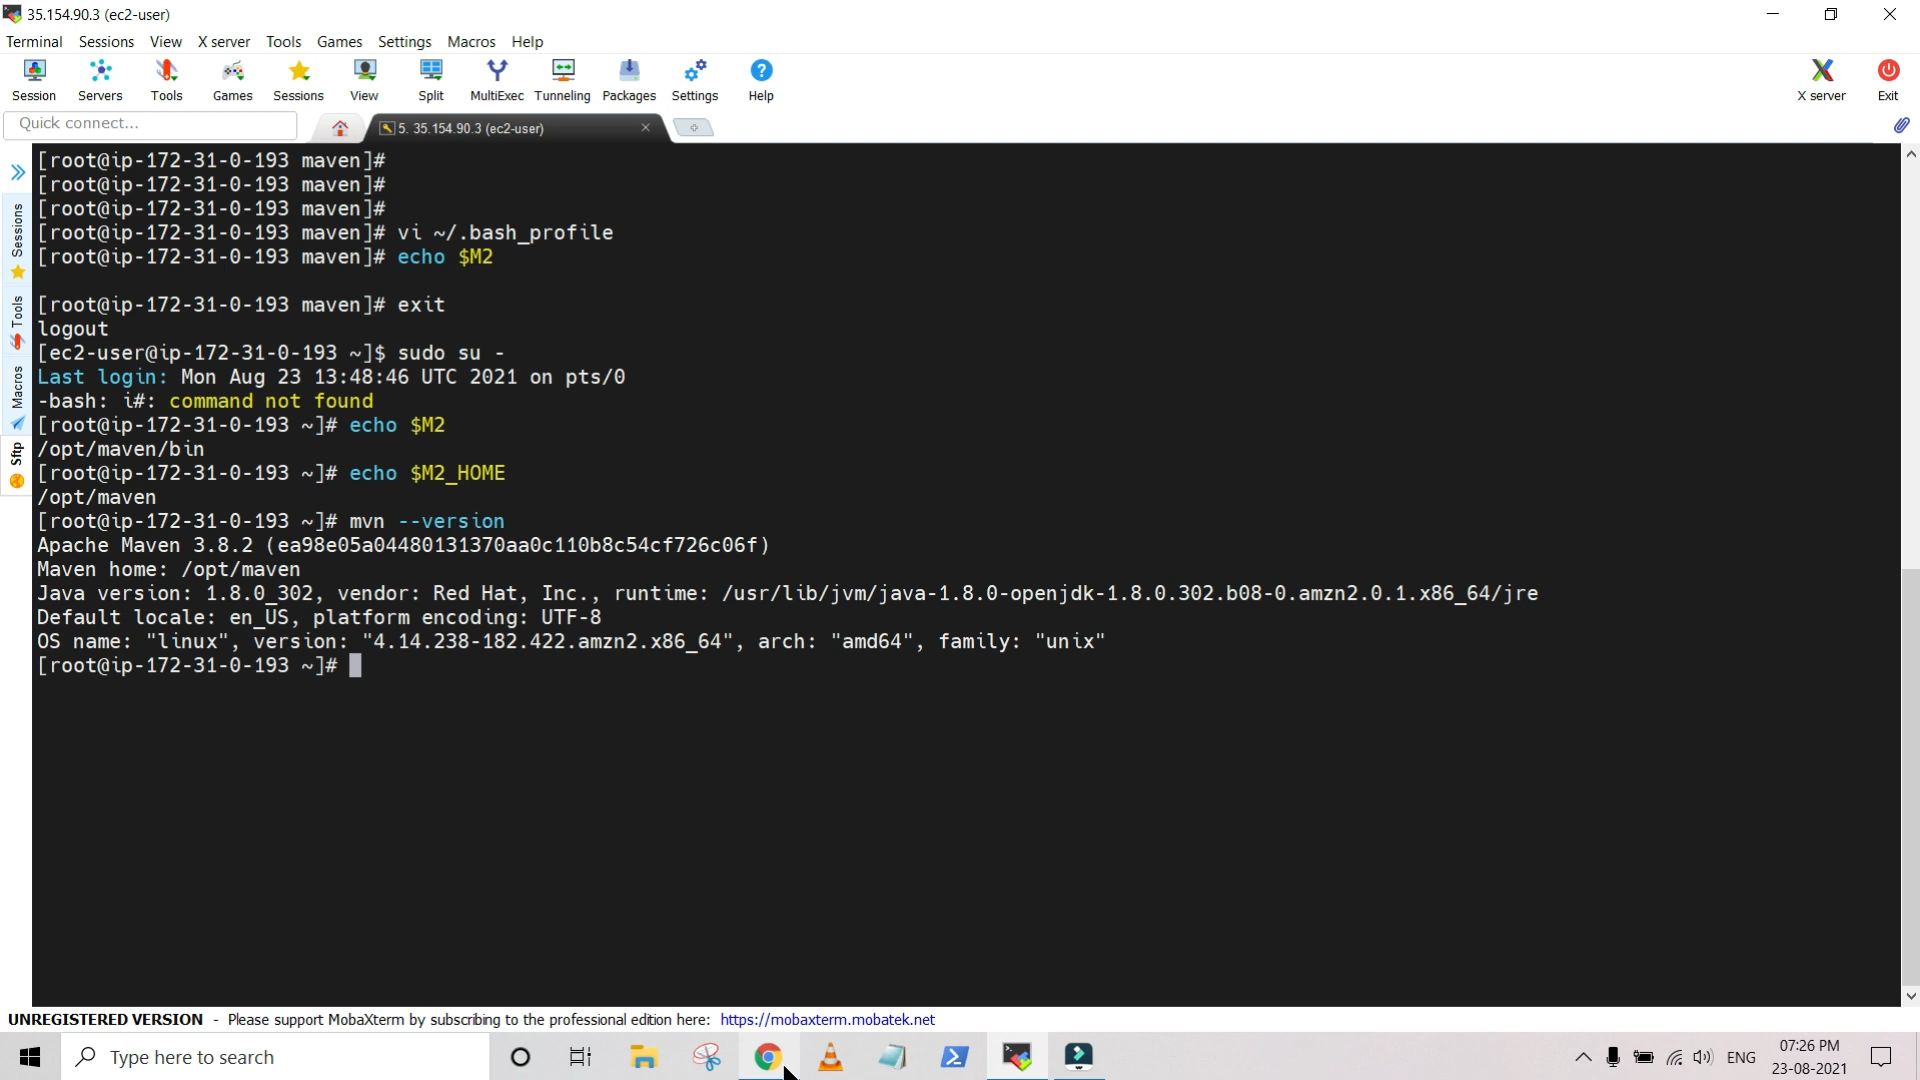 35.154.90.3 (ec2-user)
Terminal Sessions View X server Tools Games Settings Macros Help
Session Servers Tools Games Sessions View Split MultiExec Tunneling Packages Settings Help X server Exit
Quick connect... 5. 35.154.90.3 (ec2-user)
Sessions
Tools
Macros
Sftp
[root@ip-172-31-0-193 maven]#
[root@ip-172-31-0-193 maven]#
[root@ip-172-31-0-193 maven]#
[root@ip-172-31-0-193 maven]# vi ~/.bash_profile
[root@ip-172-31-0-193 maven]# echo $M2
[root@ip-172-31-0-193 maven]# exit
logout
[ec2-user@ip-172-31-0-193 ~]$ sudo su -
Last login: Mon Aug 23 13:48:46 UTC 2021 on pts/0
-bash: i#: command not found
[root@ip-172-31-0-193 ~]# echo $M2
/opt/maven/bin
[root@ip-172-31-0-193 ~]# echo $M2_HOME
/opt/maven
[root@ip-172-31-0-193 ~]# mvn --version
Apache Maven 3.8.2 (ea98e05a04480131370aa0c110b8c54cf726c06f)
Maven home: /opt/maven
Java version: 1.8.0_302, vendor: Red Hat, Inc., runtime: /usr/lib/jvm/java-1.8.0-openjdk-1.8.0.302.b08-0.amzn2.0.1.x86_64/jre
Default locale: en_US, platform encoding: UTF-8
OS name: "linux", version: "4.14.238-182.422.amzn2.x86_64", arch: "amd64", family: "unix"
[root@ip-172-31-0-193 ~]#
UNREGISTERED VERSION - Please support MobaXterm by subscribing to the professional edition here: https://mobaxterm.mobatek.net
Type here to search
ENG
07:26 PM
23-08-2021